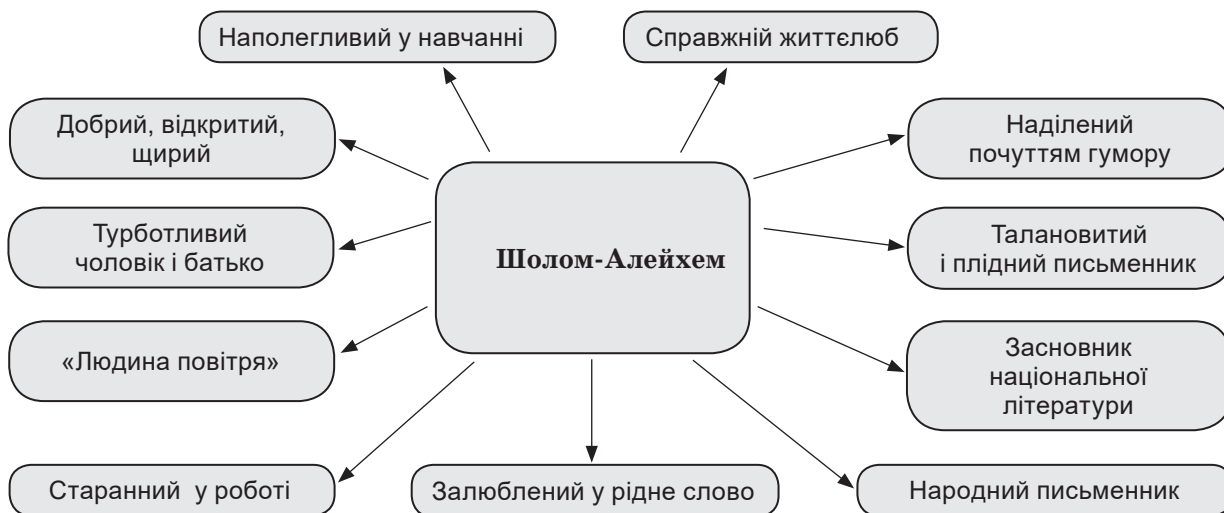 Наполегливий у навчанні
Справжній життєлюб
Добрий, відкритий,
щирий
Наділений
почуттям гумору
Шолом-Алейхем
Турботливий
чоловік і батько
Талановитий
і плідний письменник
«Людина повітря»
Засновник
національної
літератури
Старанний у роботі
Залюблений у рідне слово
Народний письменник